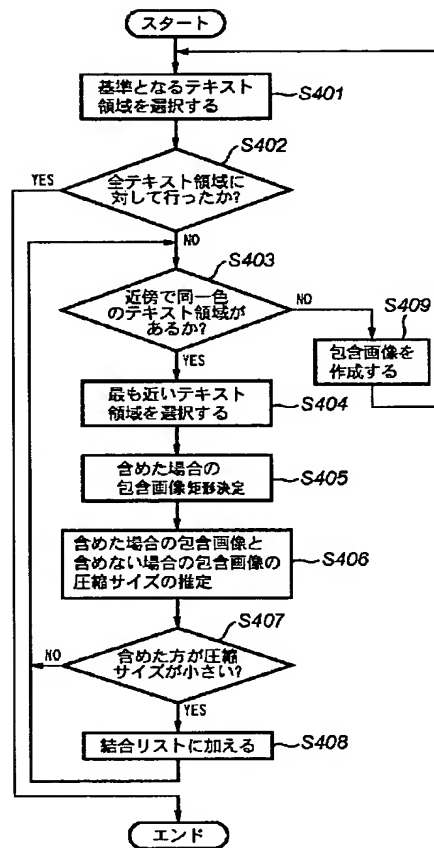 スタート
基準となるテキスト
領域を選択する
S401
S402
全テキスト領域に
対して行ったか?
YES
NO
S403
近傍で同一色
のテキスト領域が
あるか?
NO
YES
S409
包含画像を
作成する
最も近いテキスト
領域を選択する
S404
含めた場合の
包含画像矩形決定
S405
含めた場合の包含画像と
含めない場合の包含画像の
圧縮サイズの推定
S406
S407
含めた方が圧縮
サイズが小さい?
NO
YES
結合リストに加える
S408
エンド